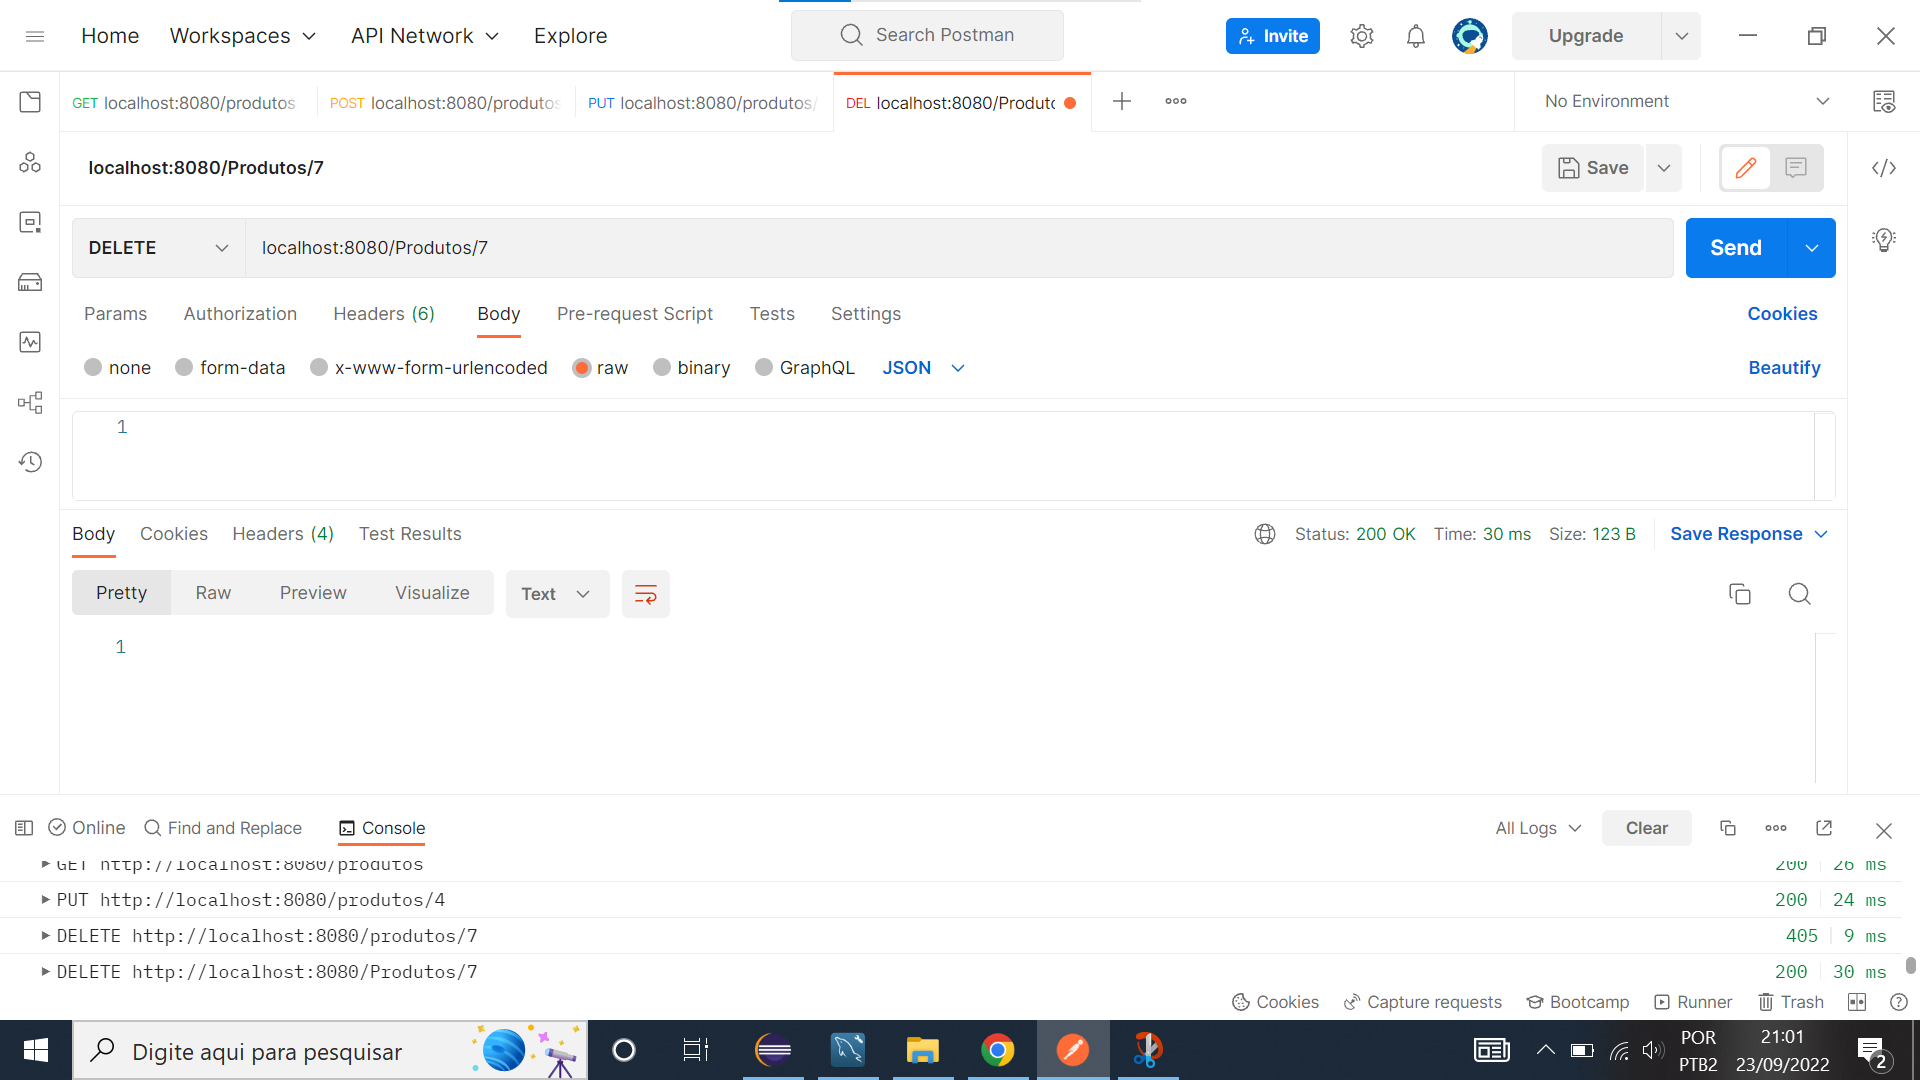 Home Workspaces API Network Explore Search Postman Invite Upgrade
GET localhost:8080/produtos POST localhost:8080/produtos PUT localhost:8080/produtos/ DEL localhost:8080/Produto No Environment
localhost:8080/Produtos/7 Save
DELETE localhost:8080/Produtos/7 Send
Params Authorization Headers (6) Body Pre-request Script Tests Settings Cookies
none form-data x-www-form-urlencoded raw binary GraphQL JSON Beautify
1
Body Cookies Headers (4) Test Results Status: 200 OK Time: 30 ms Size: 123 B Save Response
Pretty Raw Preview Visualize Text
1
Online Find and Replace Console All Logs Clear
GET http://localhost:8080/produtos 200 26 ms
PUT http://localhost:8080/produtos/4 200 24 ms
DELETE http://localhost:8080/produtos/7 405 9 ms
DELETE http://localhost:8080/Produtos/7 200 30 ms
Cookies Capture requests Bootcamp Runner Trash
Digite aqui para pesquisar POR 21:01
PTB2 23/09/2022 2